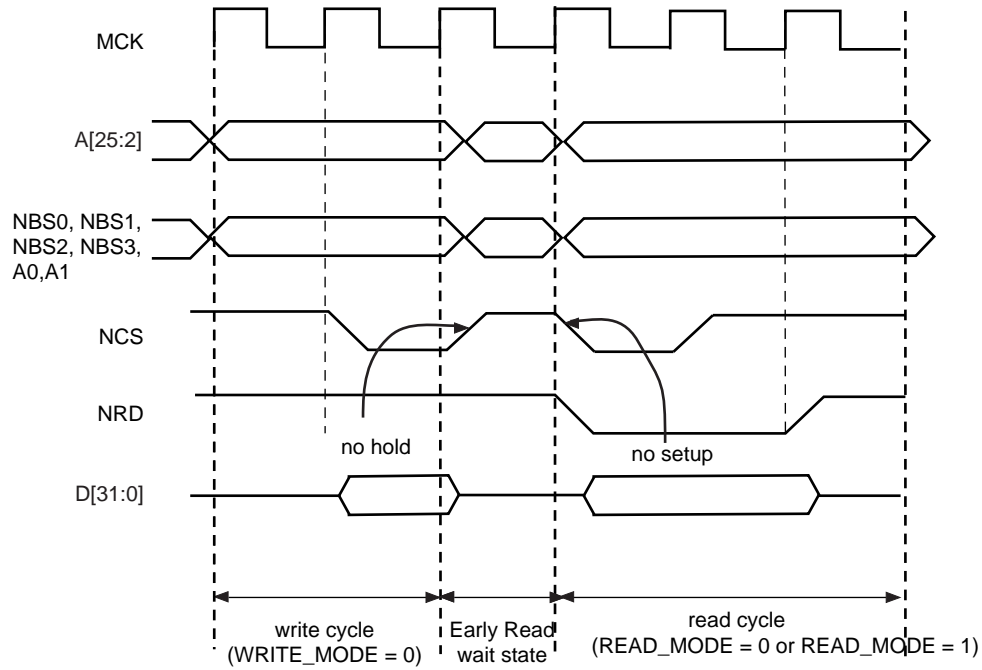 MCK
A[25:2]
NBS0, NBS1,
NBS2, NBS3,
A0,A1
NCS
NRD
no hold
no setup
D[31:0]
write cycle
(WRITE_MODE = 0)
Early Read
wait state
read cycle
(READ_MODE = 0 or READ_MODE = 1)